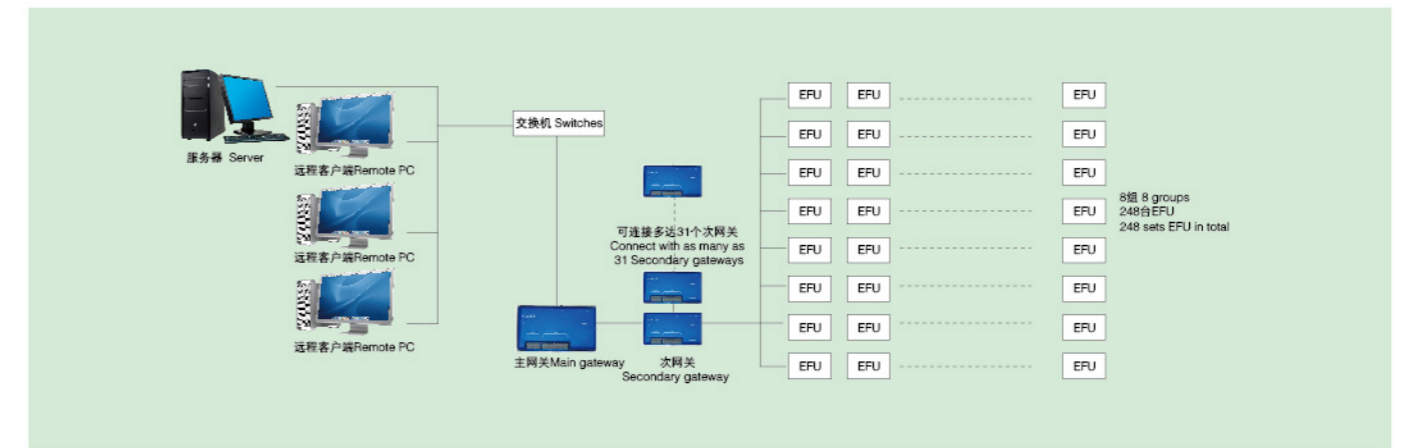 服务器 Server
远程客户端Remote PC
远程客户端Remote PC
远程客户端Remote PC
交换机 Switches
可连接多达31个次网关
Connect with as many as
31 Secondary gateways
主网关Main gateway
次网关
Secondary gateway
EFU EFU EFU
EFU EFU EFU
EFU EFU EFU
EFU EFU EFU
EFU EFU EFU
EFU EFU EFU
EFU EFU EFU
EFU EFU EFU
8组 8 groups
248台EFU
248 sets EFU in total